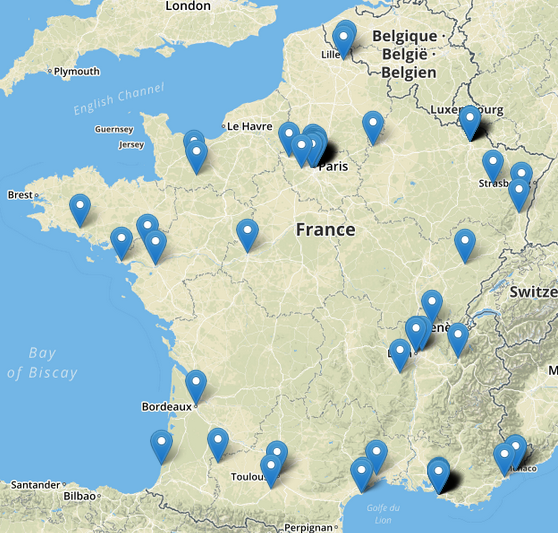 London
Plymouth
English Channel
Lille
Belgique ·
België ·
Belgien
Guernsey
Jersey
Le Havre
Luxembourg
Paris
Strasb
Brest
France
Switze
Bay
of Biscay
Bordeaux
Toulous
Santander
Bilbao
Perpignan
Golfe du
Lion
Monaco
M